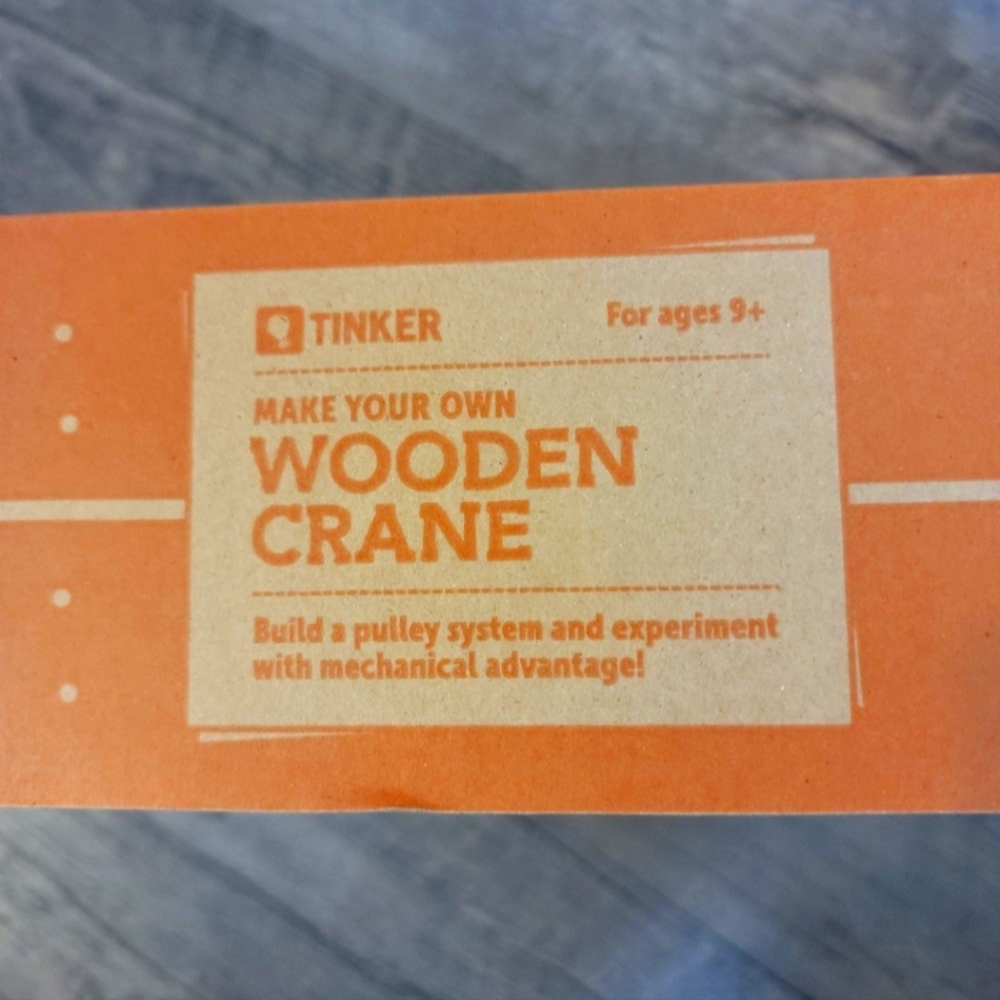 TINKER
For ages 9+
MAKE YOUR OWN
WOODEN
CRANE
Build a pulley system and experiment
with mechanical advantage!